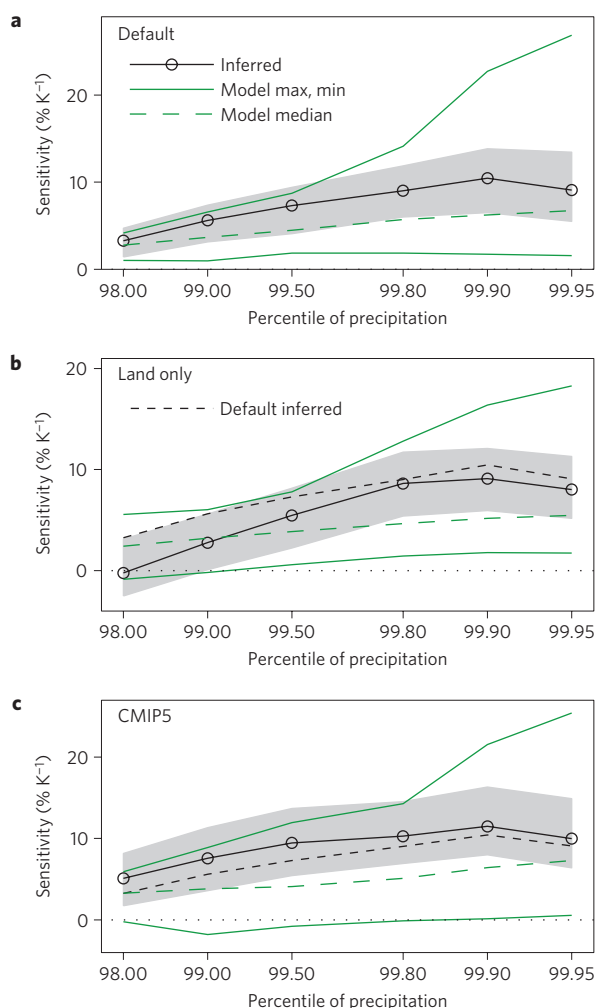 a
Default
Inferred
Model max, min
Model median
Sensitivity (% K⁻¹)
20
10
0
98.00 99.00 99.50 99.80 99.90 99.95
Percentile of precipitation
b
Land only
Default inferred
Sensitivity (% K⁻¹)
20
10
0
98.00 99.00 99.50 99.80 99.90 99.95
Percentile of precipitation
c
CMIP5
Sensitivity (% K⁻¹)
20
10
0
98.00 99.00 99.50 99.80 99.90 99.95
Percentile of precipitation